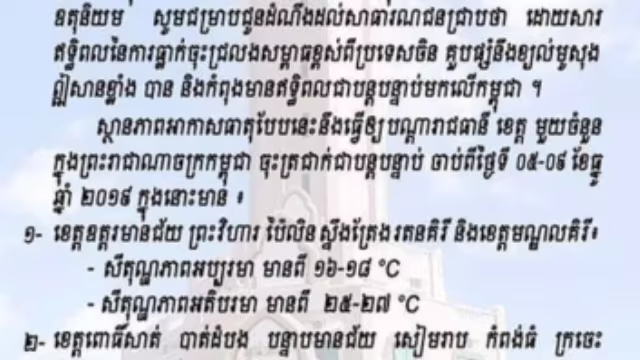 ឧតុនិយម សូមជម្រាបជូនដំណឹងដល់សាធារណជនជ្រាបថា ដោយសារ
ឥទ្ធិពលនៃការធ្លាក់ចុះជ្រលងសម្ពាធខ្ពស់ពីប្រទេសចិន គួបផ្សំនឹងខ្យល់មូសុង
ឦសានខ្លាំង បាន និងកំពុងមានឥទ្ធិពលជាបន្តបន្ទាប់មកលើកម្ពុជា ។
ស្ថានភាពអាកាសធាតុបែបនេះនឹងធ្វើឲ្យបណ្តារាជធានី ខេត្ត មួយចំនួន
ក្នុងព្រះរាជាណាចក្រកម្ពុជា ចុះត្រជាក់ជាបន្តបន្ទាប់ ចាប់ពីថ្ងៃទី ០៥-០៩ ខែធ្នូ
ឆ្នាំ ២០១៩ ក្នុងនោះមាន ៖
១- ខេត្តឧត្តរមានជ័យ ព្រះវិហារ ប៉ៃលិន ស្ទឹងត្រែង រតនគិរី និងខេត្តមណ្ឌលគិរី៖
- សីតុណ្ហភាពអប្បរមា មានពី ១៦-១៨ °C
- សីតុណ្ហភាពអតិបរមា មានពី ២៥-២៧ °C
២- ខេត្តពោធិ៍សាត់ បាត់ដំបង បន្ទាយមានជ័យ សៀមរាប កំពង់ធំ ក្រចេះ